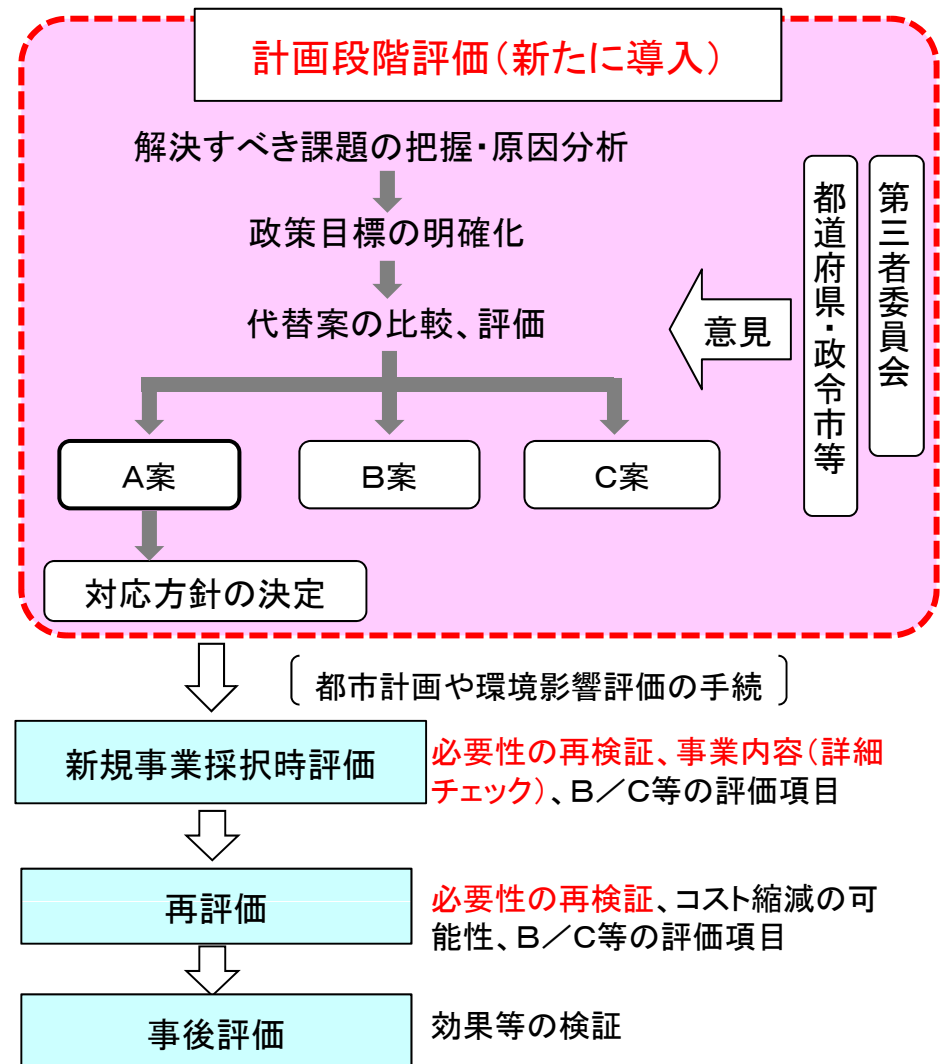 計画段階評価(新たに導入)
解決すべき課題の把握・原因分析
政策目標の明確化
代替案の比較、評価
意見
都道府県・政令市等
第三者委員会
A案
B案
C案
対応方針の決定
都市計画や環境影響評価の手続
新規事業採択時評価
必要性の再検証、事業内容(詳細
チェック)、B/C等の評価項目
再評価
必要性の再検証、コスト縮減の可
能性、B/C等の評価項目
事後評価
効果等の検証